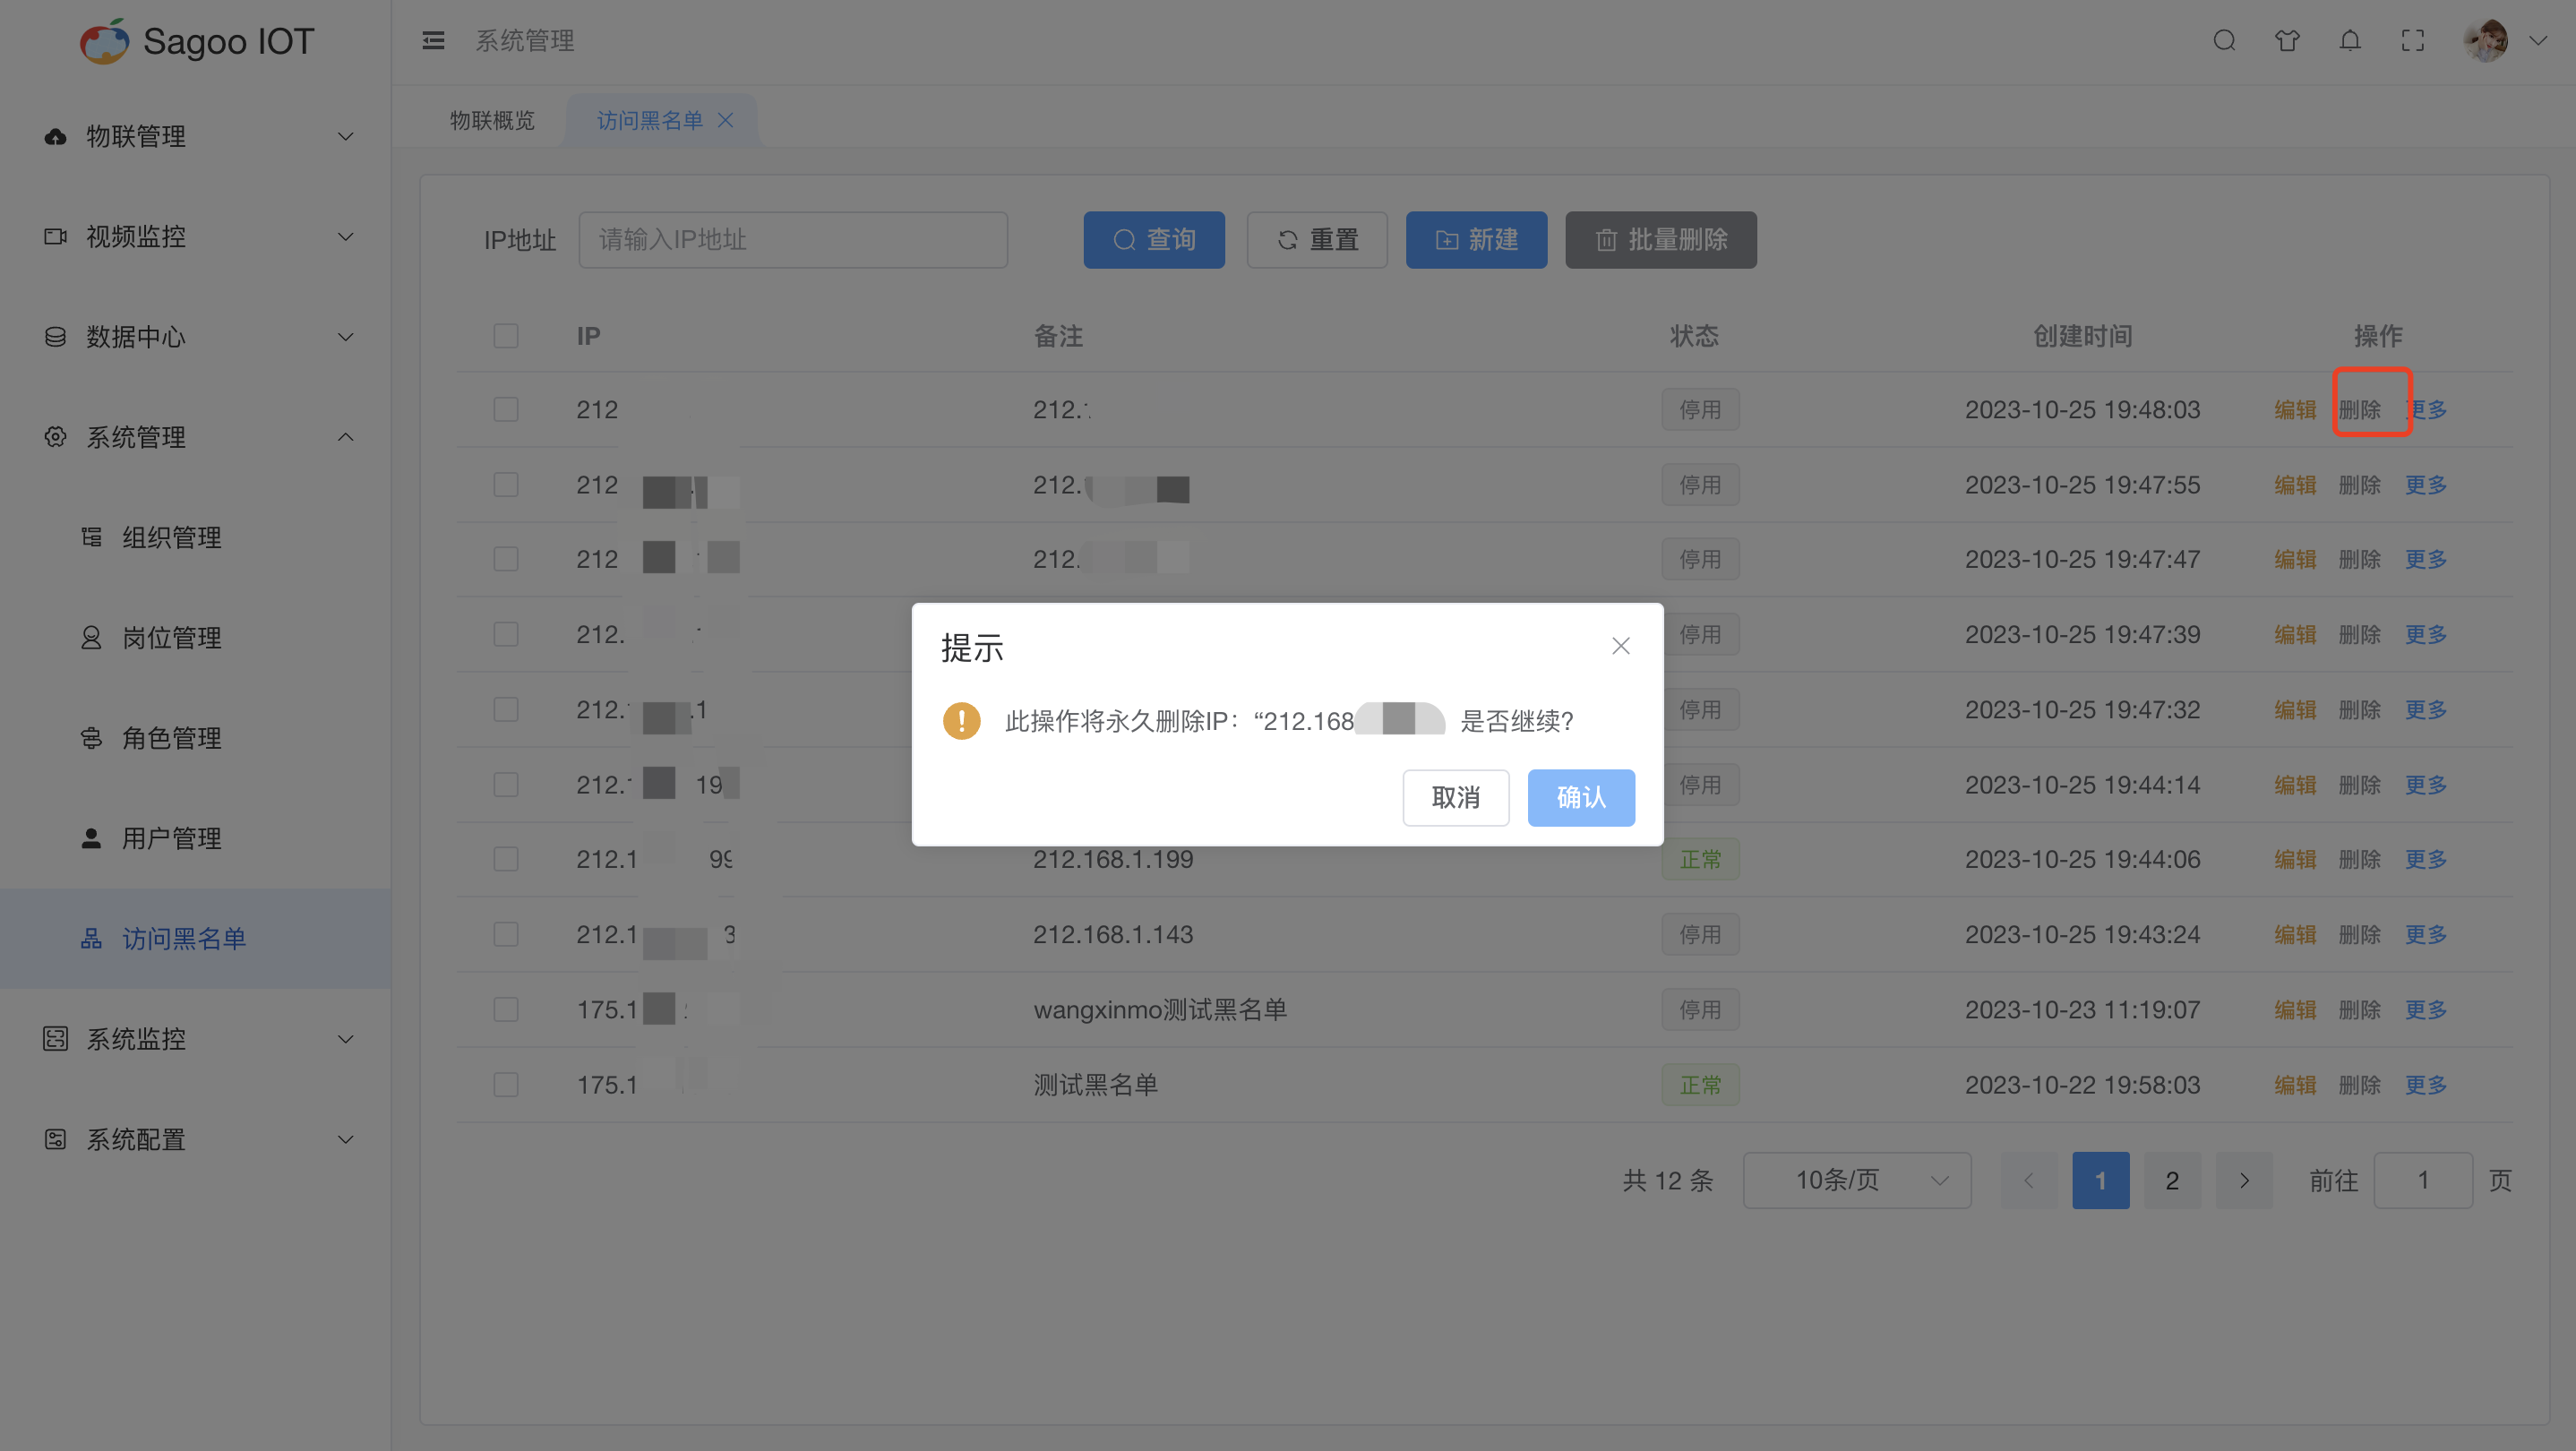 Sagoo IOT
系统管理
物联概览
访问黑名单
物联管理
视频监控
数据中心
系统管理
组织管理
岗位管理
角色管理
用户管理
访问黑名单
系统监控
系统配置
IP地址 请输入IP地址 查询 重置 新建 批量删除
IP 备注 状态 创建时间 操作
212 212. 停用 2023-10-25 19:48:03 编辑 删除 更多
212 212. 停用 2023-10-25 19:47:55 编辑 删除 更多
212 212. 停用 2023-10-25 19:47:47 编辑 删除 更多
212. 停用 2023-10-25 19:47:39 编辑 删除 更多
212. .1 停用 2023-10-25 19:47:32 编辑 删除 更多
212. 19 停用 2023-10-25 19:44:14 编辑 删除 更多
212.1 99 212.168.1.199 正常 2023-10-25 19:44:06 编辑 删除 更多
212.1 3 212.168.1.143 停用 2023-10-25 19:43:24 编辑 删除 更多
175.1 wangxinmo测试黑名单 停用 2023-10-23 11:19:07 编辑 删除 更多
175.1 测试黑名单 正常 2023-10-22 19:58:03 编辑 删除 更多
提示
此操作将永久删除IP：“212.168 是否继续?
取消 确认
共 12 条 10条/页 1 2 前往 1 页